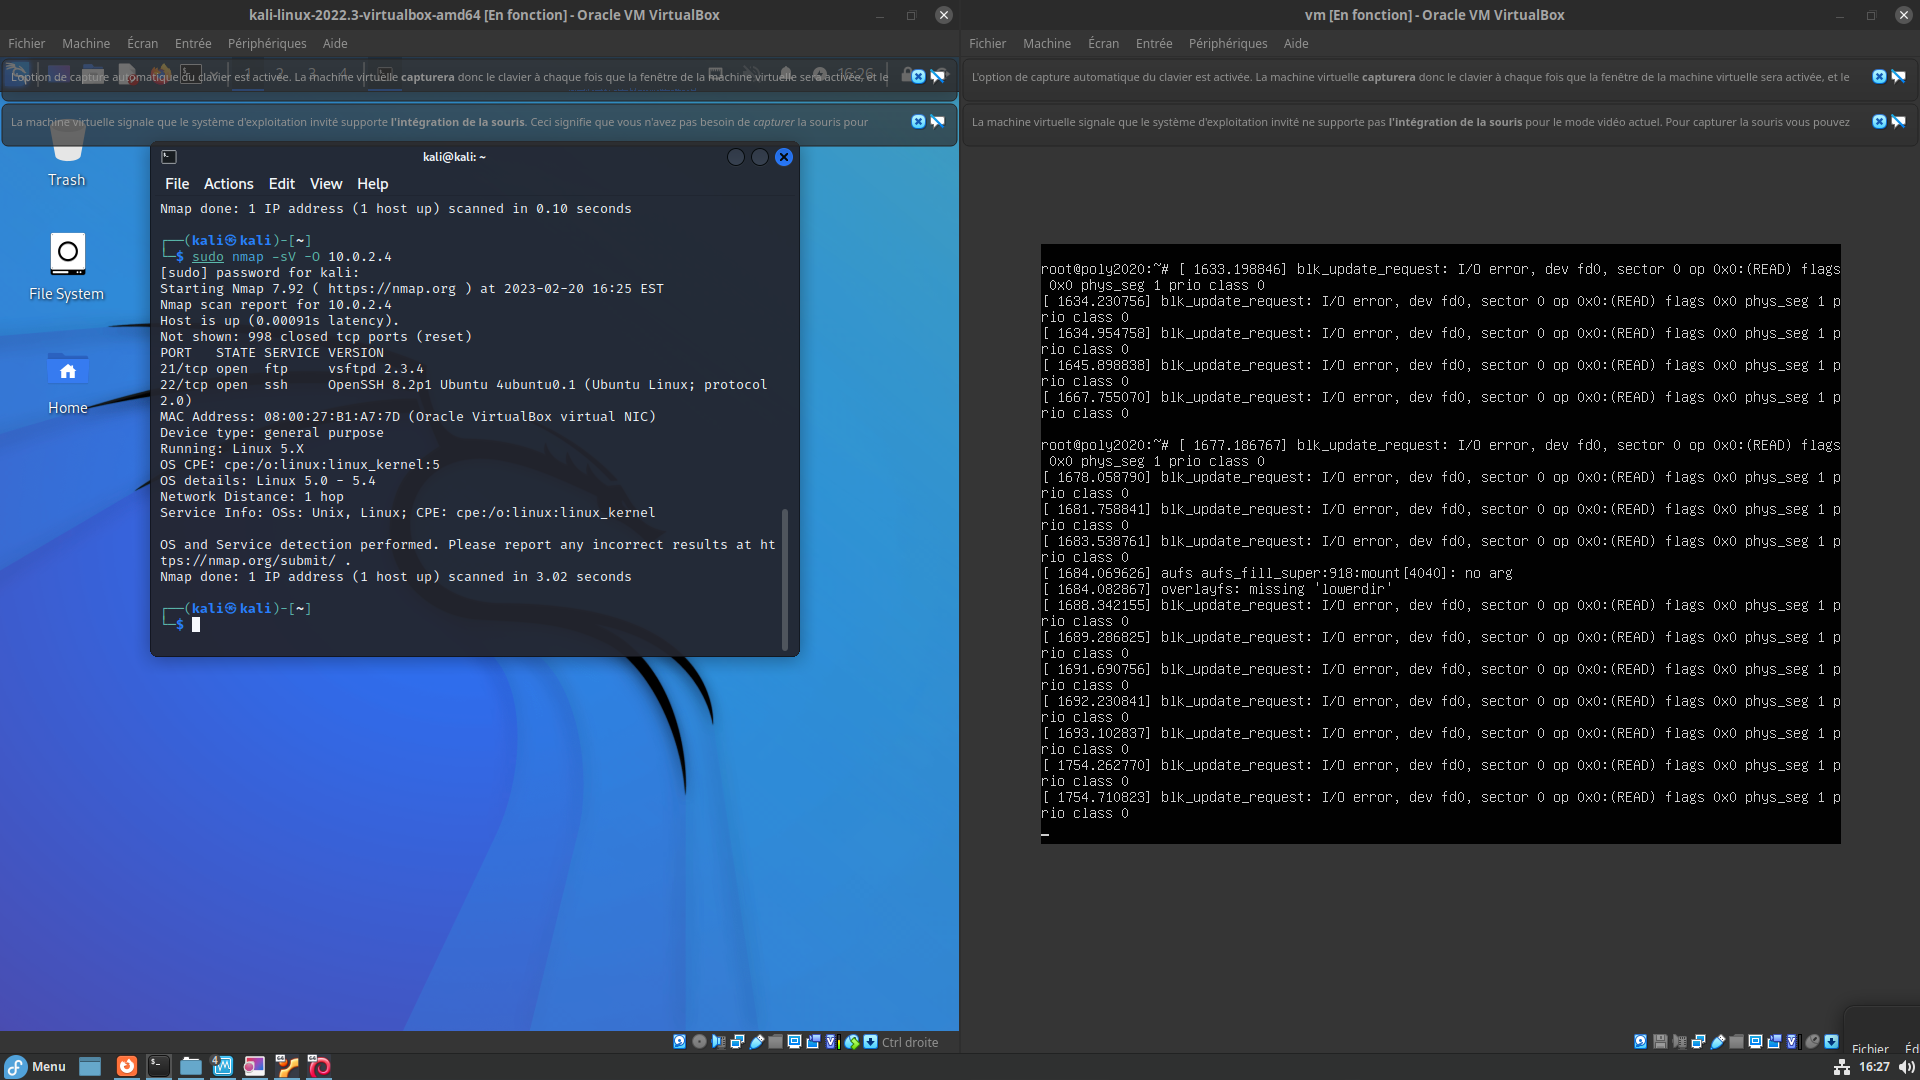 kali-linux-2022.3-virtualbox-amd64 [En fonction] - Oracle VM VirtualBox
Fichier Machine Écran Entrée Périphériques Aide
L'option de capture automatique du clavier est activée. La machine virtuelle capturera donc le clavier à chaque fois que la fenêtre de la machine virtuelle sera activée, et le
16:26
La machine virtuelle signale que le système d'exploitation invité supporte l'intégration de la souris. Ceci signifie que vous n'avez pas besoin de capturer la souris pour
Trash
File System
Home
kali@kali: ~
File Actions Edit View Help
Nmap done: 1 IP address (1 host up) scanned in 0.10 seconds
┌──(kali㉿kali)-[~]
└─$ sudo nmap -sV -O 10.0.2.4
[sudo] password for kali:
Starting Nmap 7.92 ( https://nmap.org ) at 2023-02-20 16:25 EST
Nmap scan report for 10.0.2.4
Host is up (0.00091s latency).
Not shown: 998 closed tcp ports (reset)
PORT   STATE SERVICE VERSION
21/tcp open  ftp     vsftpd 2.3.4
22/tcp open  ssh     OpenSSH 8.2p1 Ubuntu 4ubuntu0.1 (Ubuntu Linux; protocol
2.0)
MAC Address: 08:00:27:B1:A7:7D (Oracle VirtualBox virtual NIC)
Device type: general purpose
Running: Linux 5.X
OS CPE: cpe:/o:linux:linux_kernel:5
OS details: Linux 5.0 - 5.4
Network Distance: 1 hop
Service Info: OSs: Unix, Linux; CPE: cpe:/o:linux:linux_kernel
OS and Service detection performed. Please report any incorrect results at ht
tps://nmap.org/submit/ .
Nmap done: 1 IP address (1 host up) scanned in 3.02 seconds
┌──(kali㉿kali)-[~]
└─$
Ctrl droite
vm [En fonction] - Oracle VM VirtualBox
Fichier Machine Écran Entrée Périphériques Aide
L'option de capture automatique du clavier est activée. La machine virtuelle capturera donc le clavier à chaque fois que la fenêtre de la machine virtuelle sera activée, et le
La machine virtuelle signale que le système d'exploitation invité ne supporte pas l'intégration de la souris pour le mode vidéo actuel. Pour capturer la souris vous pouvez
root@poly2020:~# [ 1633.198846] blk_update_request: I/O error, dev fd0, sector 0 op 0x0:(READ) flags
0x0 phys_seg 1 prio class 0
[ 1634.230756] blk_update_request: I/O error, dev fd0, sector 0 op 0x0:(READ) flags 0x0 phys_seg 1 p
rio class 0
[ 1634.954758] blk_update_request: I/O error, dev fd0, sector 0 op 0x0:(READ) flags 0x0 phys_seg 1 p
rio class 0
[ 1645.898838] blk_update_request: I/O error, dev fd0, sector 0 op 0x0:(READ) flags 0x0 phys_seg 1 p
rio class 0
[ 1667.755070] blk_update_request: I/O error, dev fd0, sector 0 op 0x0:(READ) flags 0x0 phys_seg 1 p
rio class 0
root@poly2020:~# [ 1677.186767] blk_update_request: I/O error, dev fd0, sector 0 op 0x0:(READ) flags
0x0 phys_seg 1 prio class 0
[ 1678.058790] blk_update_request: I/O error, dev fd0, sector 0 op 0x0:(READ) flags 0x0 phys_seg 1 p
rio class 0
[ 1681.758841] blk_update_request: I/O error, dev fd0, sector 0 op 0x0:(READ) flags 0x0 phys_seg 1 p
rio class 0
[ 1683.538761] blk_update_request: I/O error, dev fd0, sector 0 op 0x0:(READ) flags 0x0 phys_seg 1 p
rio class 0
[ 1684.069626] aufs aufs_fill_super:918:mount[4040]: no arg
[ 1684.082867] overlayfs: missing 'lowerdir'
[ 1688.342155] blk_update_request: I/O error, dev fd0, sector 0 op 0x0:(READ) flags 0x0 phys_seg 1 p
rio class 0
[ 1689.286825] blk_update_request: I/O error, dev fd0, sector 0 op 0x0:(READ) flags 0x0 phys_seg 1 p
rio class 0
[ 1691.690756] blk_update_request: I/O error, dev fd0, sector 0 op 0x0:(READ) flags 0x0 phys_seg 1 p
rio class 0
[ 1692.230841] blk_update_request: I/O error, dev fd0, sector 0 op 0x0:(READ) flags 0x0 phys_seg 1 p
rio class 0
[ 1693.102837] blk_update_request: I/O error, dev fd0, sector 0 op 0x0:(READ) flags 0x0 phys_seg 1 p
rio class 0
[ 1754.262770] blk_update_request: I/O error, dev fd0, sector 0 op 0x0:(READ) flags 0x0 phys_seg 1 p
rio class 0
[ 1754.710823] blk_update_request: I/O error, dev fd0, sector 0 op 0x0:(READ) flags 0x0 phys_seg 1 p
rio class 0
Fichier Éd
Menu
4
16:27